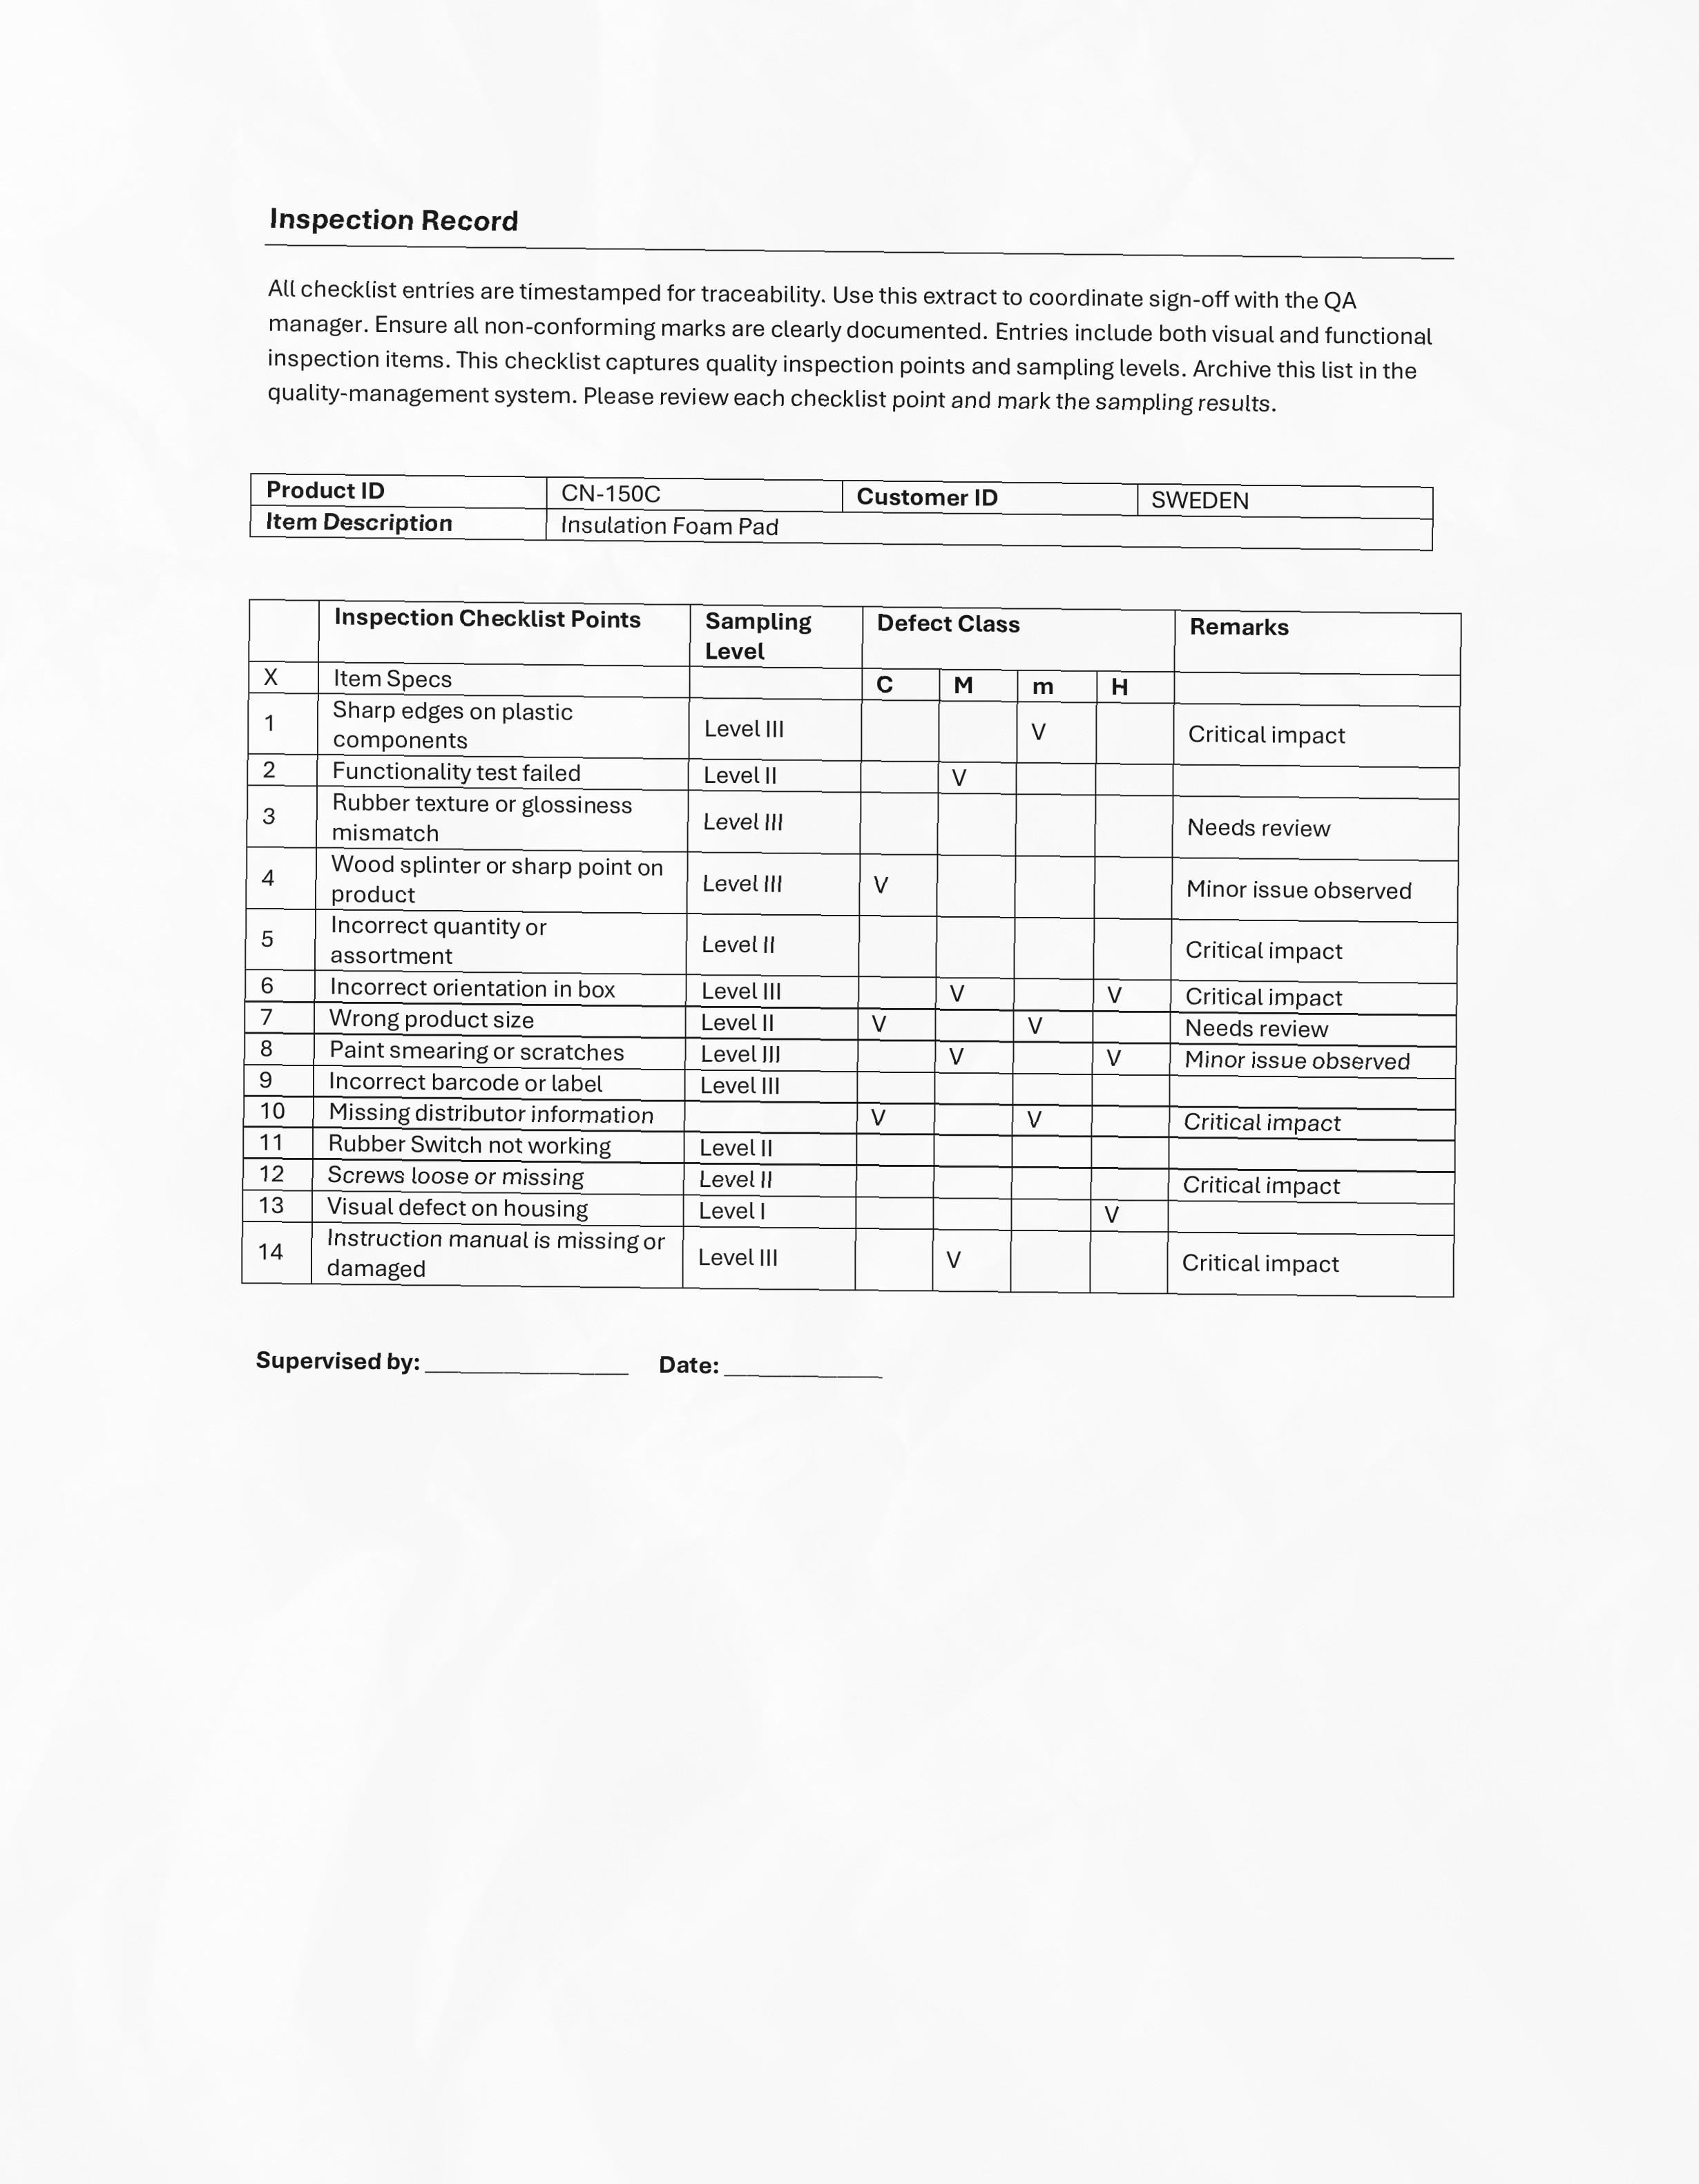 Inspection Record
All checklist entries are timestamped for traceability. Use this extract to coordinate sign-off with the QA
manager. Ensure all non-conforming marks are clearly documented. Entries include both visual and functional
inspection items. This checklist captures quality inspection points and sampling levels. Archive this list in the
quality-management system. Please review each checklist point and mark the sampling results.
Product ID CN-150C Customer ID SWEDEN
Item Description Insulation Foam Pad
Inspection Checklist Points Sampling Defect Class Remarks
Level
X Item Specs C M m H
1 Sharp edges on plastic Level III V Critical impact
components
2 Functionality test failed Level II V
3 Rubber texture or glossiness Level III Needs review
mismatch
4 Wood splinter or sharp point on Level III V Minor issue observed
product
5 Incorrect quantity or Level II Critical impact
assortment
6 Incorrect orientation in box Level III V V Critical impact
7 Wrong product size Level II V V Needs review
8 Paint smearing or scratches Level III V V Minor issue observed
9 Incorrect barcode or label Level III
10 Missing distributor information V V Critical impact
11 Rubber Switch not working Level II
12 Screws loose or missing Level II Critical impact
13 Visual defect on housing Level I V
14 Instruction manual is missing or Level III V Critical impact
damaged
Supervised by: _______________ Date: ____________